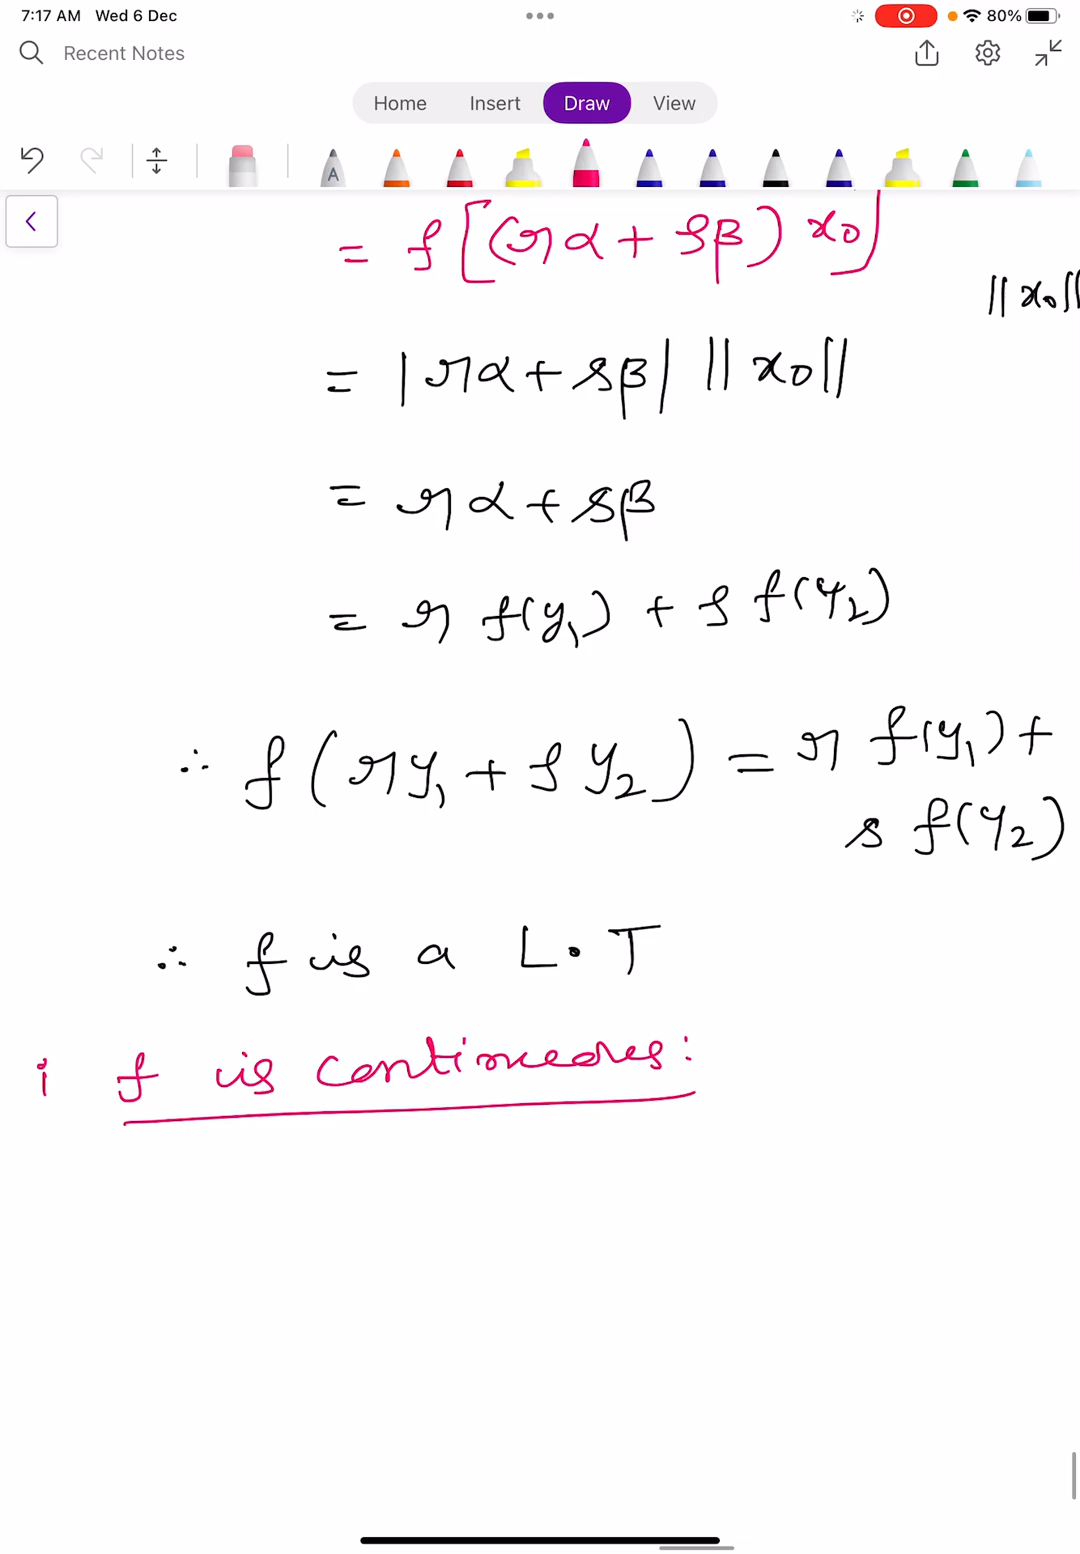 7:17 AM Wed 6 Dec 80%
Recent Notes
Home Insert Draw View
A
= f[(rα + sβ) x₀]
||x₀||
= |rα + sβ| ||x₀||
= rα + sβ
= r f(y₁) + s f(y₂)
∴ f(ry₁ + s y₂) = r f(y₁) +
s f(y₂)
∴ f is a L.T
i f is continuous: